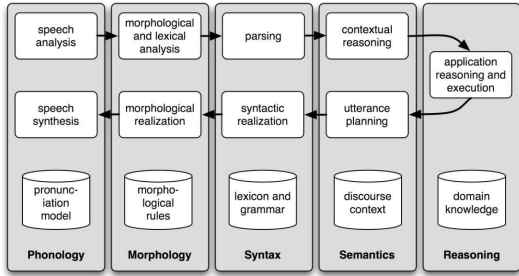 speech
analysis
morphological
and lexical
analysis
parsing
contextual
reasoning
application
reasoning and
execution
speech
synthesis
morphological
realization
syntactic
realization
utterance
planning
pronunc-
iation
model
morpho-
logical
rules
lexicon and
grammar
discourse
context
domain
knowledge
Phonology
Morphology
Syntax
Semantics
Reasoning